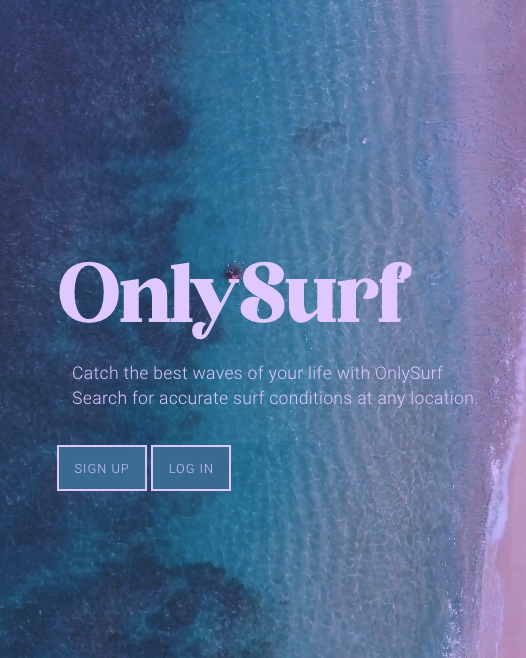 OnlySurf
Catch the best waves of your life with OnlySurf
Search for accurate surf conditions at any location.
SIGN UP
LOG IN